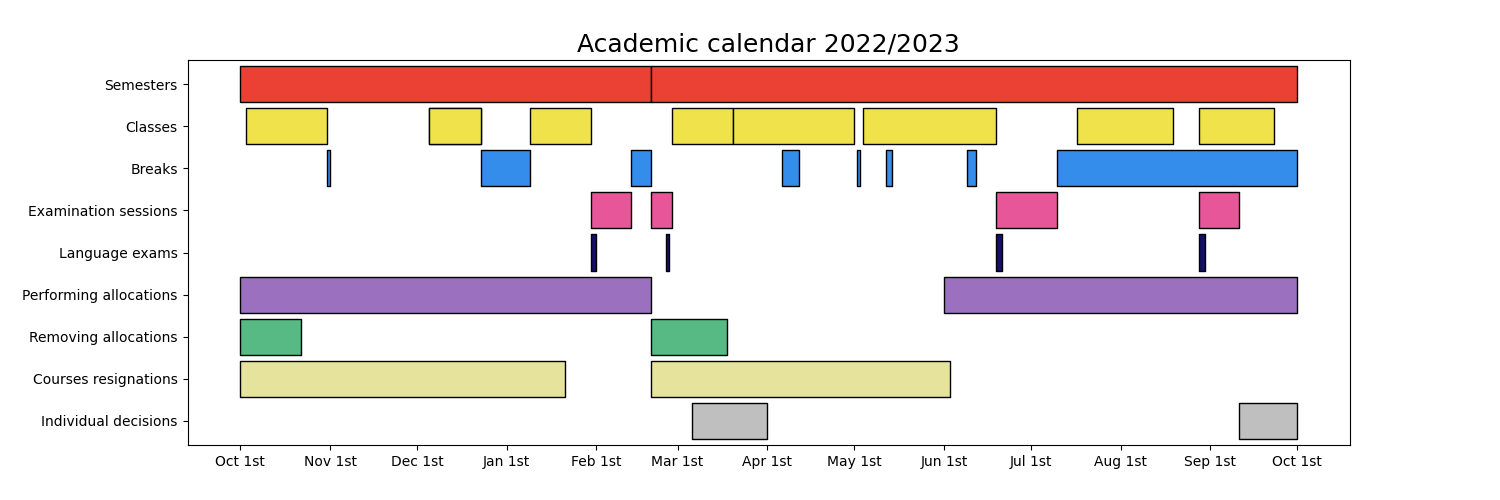 Academic calendar 2022/2023
Semesters
Classes
Breaks
Examination sessions
Language exams
Performing allocations
Removing allocations
Courses resignations
Individual decisions
Oct 1st Nov 1st Dec 1st Jan 1st Feb 1st Mar 1st Apr 1st May 1st Jun 1st Jul 1st Aug 1st Sep 1st Oct 1st